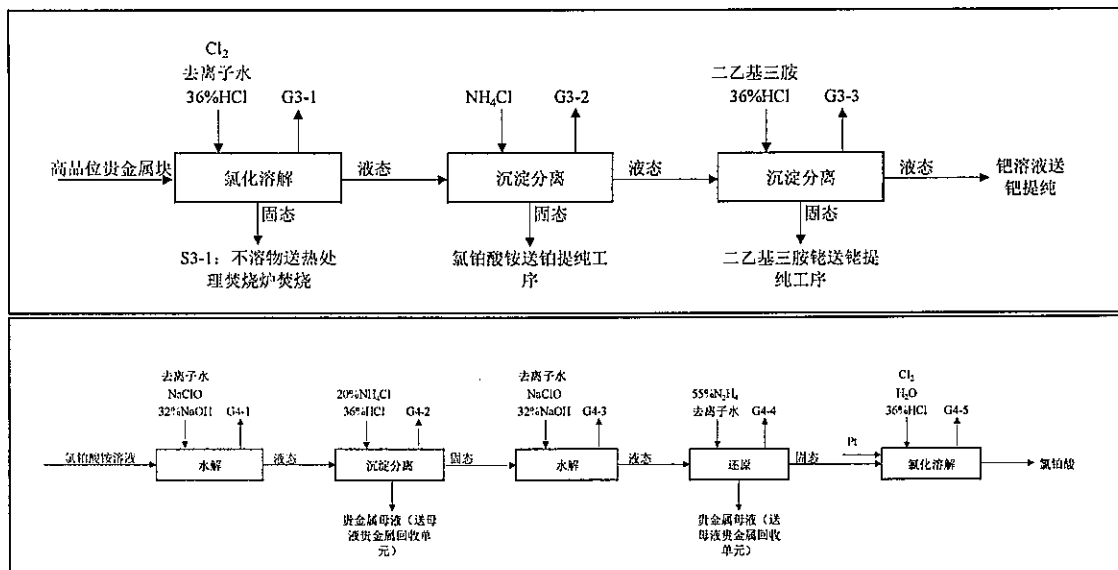 Cl₂
去离子水
36%HCl
G3-1
NH₄Cl
G3-2
二乙基三胺
36%HCl
G3-3
高品位贵金属块
氯化溶解
液态
沉淀分离
液态
沉淀分离
液态
钯溶液送
钯提纯
固态
固态
固态
S3-1：不溶物送热处
理焚烧炉焚烧
氯铂酸铵送铂提纯工
序
二乙基三胺铑送铑提
纯工序
去离子水
NaClO
32%NaOH
G4-1
20%NH₄Cl
36%HCl
G4-2
去离子水
NaClO
32%NaOH
G4-3
55%N₂H₄
去离子水
G4-4
Cl₂
H₂O
36%HCl
G4-5
氯铂酸铵溶液
水解
液态
沉淀分离
固态
水解
液态
还原
固态
Pt
氯化溶解
氯铂酸
贵金属母液（送母
液贵金属回收单
元）
贵金属母液（送
母液贵金属回收
单元）